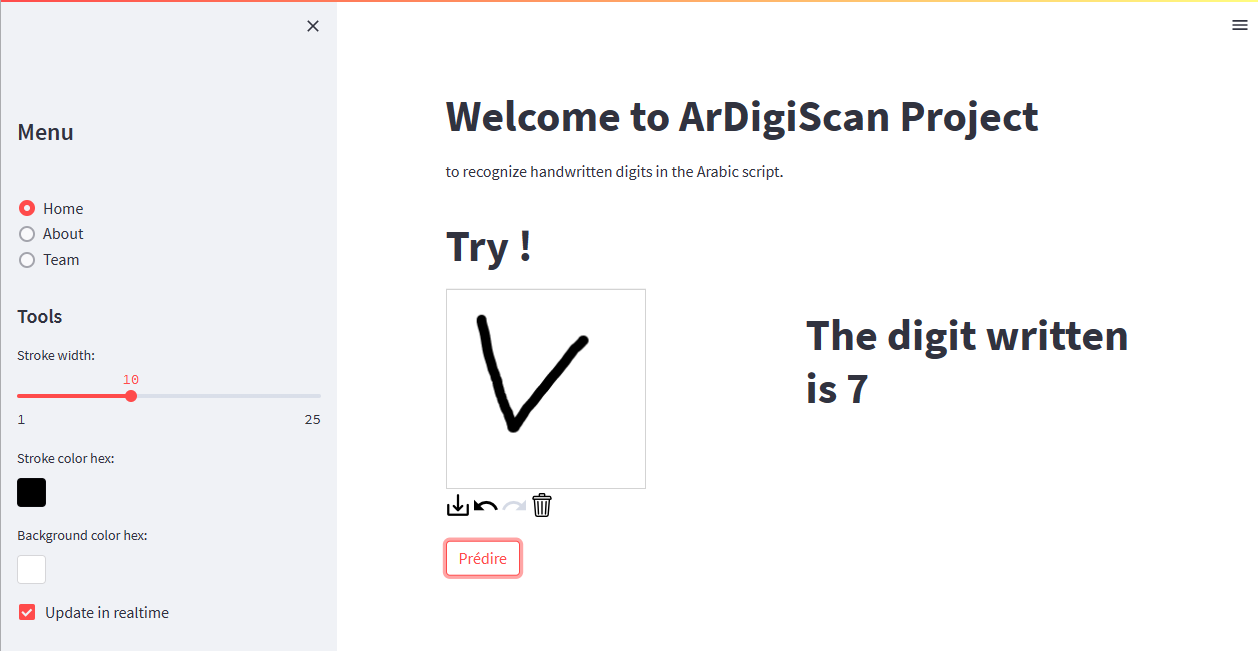 Menu
Home
About
Team
Tools
Stroke width:
10
1 25
Stroke color hex:
Background color hex:
Update in realtime
Welcome to ArDigiScan Project
to recognize handwritten digits in the Arabic script.
Try !
٧
The digit written
is 7
Prédire